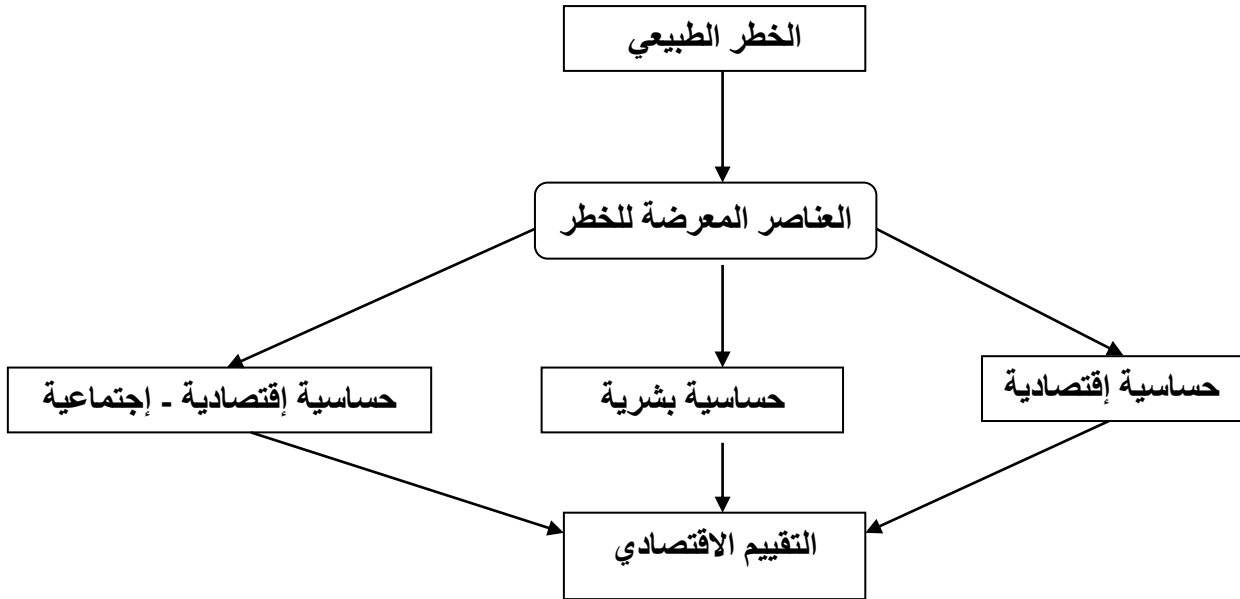 الخطر الطبيعي
العناصر المعرضة للخطر
حساسية إقتصادية
حساسية بشرية
حساسية إقتصادية - إجتماعية
التقييم الاقتصادي